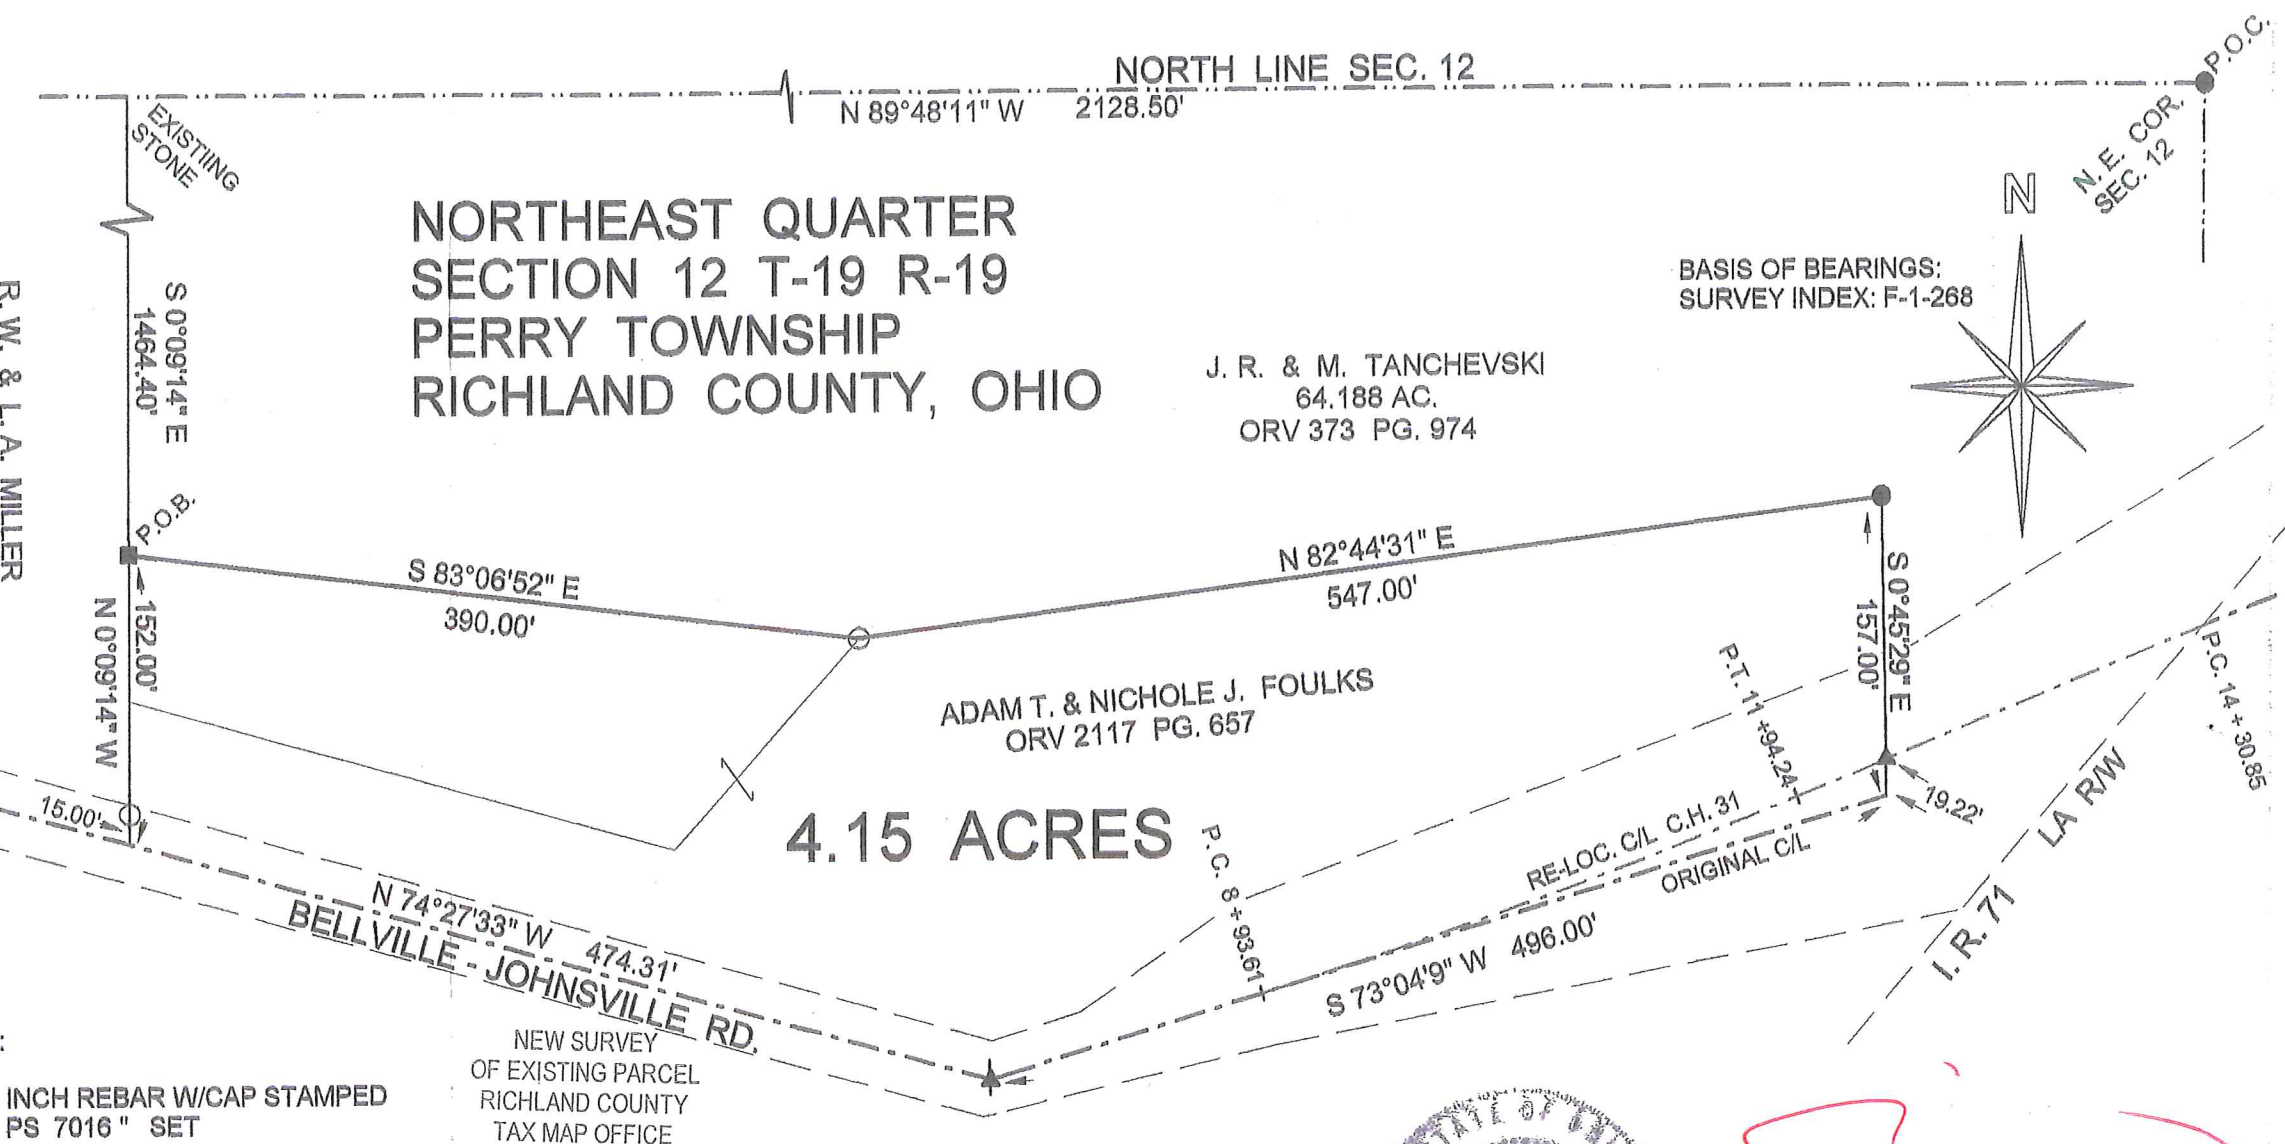 NORTH LINE SEC. 12
N 89°48'11" W 2128.50'
P.O.C.
N. E. COR.
SEC. 12
EXISTIING
STONE
NORTHEAST QUARTER
SECTION 12 T-19 R-19
PERRY TOWNSHIP
RICHLAND COUNTY, OHIO
N
BASIS OF BEARINGS:
SURVEY INDEX: F-1-268
J. R. & M. TANCHEVSKI
64.188 AC.
ORV 373 PG. 974
S 0°09'14" E
1464.40'
R. W. & L. A. MILLER
P.O.B.
S 83°06'52" E
390.00'
N 82°44'31" E
547.00'
S 0°45'29" E
157.00'
152.00'
N 0°09'14" W
15.00'
ADAM T. & NICHOLE J. FOULKS
ORV 2117 PG. 657
4.15 ACRES
P.T. 11 +94.24
P.C. 14 + 30.85
P. C. 8 + 93.61
19.22'
LA R/W
I. R. 71
RE-LOC. C/L C.H. 31
ORIGINAL C/L
S 73°04'9" W 496.00'
N 74°27'33" W 474.31'
BELLVILLE - JOHNSVILLE RD.
NEW SURVEY
OF EXISTING PARCEL
RICHLAND COUNTY
TAX MAP OFFICE
:
INCH REBAR W/CAP STAMPED
PS 7016 " SET
STATE OF